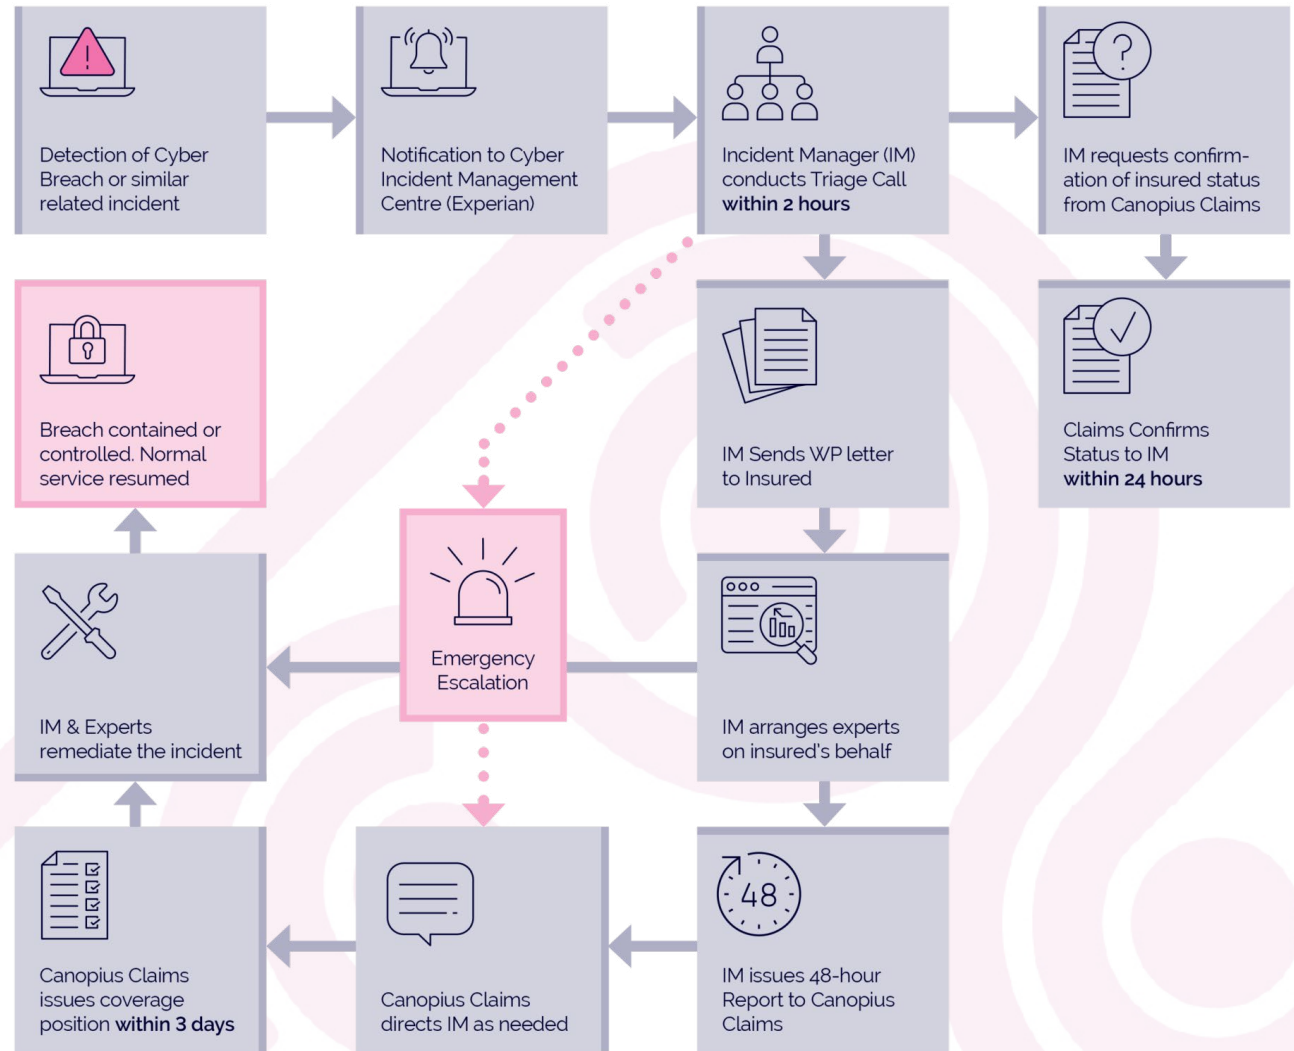 Detection of Cyber
Breach or similar
related incident
Notification to Cyber
Incident Management
Centre (Experian)
Incident Manager (IM)
conducts Triage Call
within 2 hours
?
IM requests confirm-
ation of insured status
from Canopius Claims
Breach contained or
controlled. Normal
service resumed
IM Sends WP letter
to Insured
Claims Confirms
Status to IM
within 24 hours
Emergency
Escalation
IM & Experts
remediate the incident
IM arranges experts
on insured's behalf
Canopius Claims
issues coverage
position within 3 days
Canopius Claims
directs IM as needed
48
IM issues 48-hour
Report to Canopius
Claims